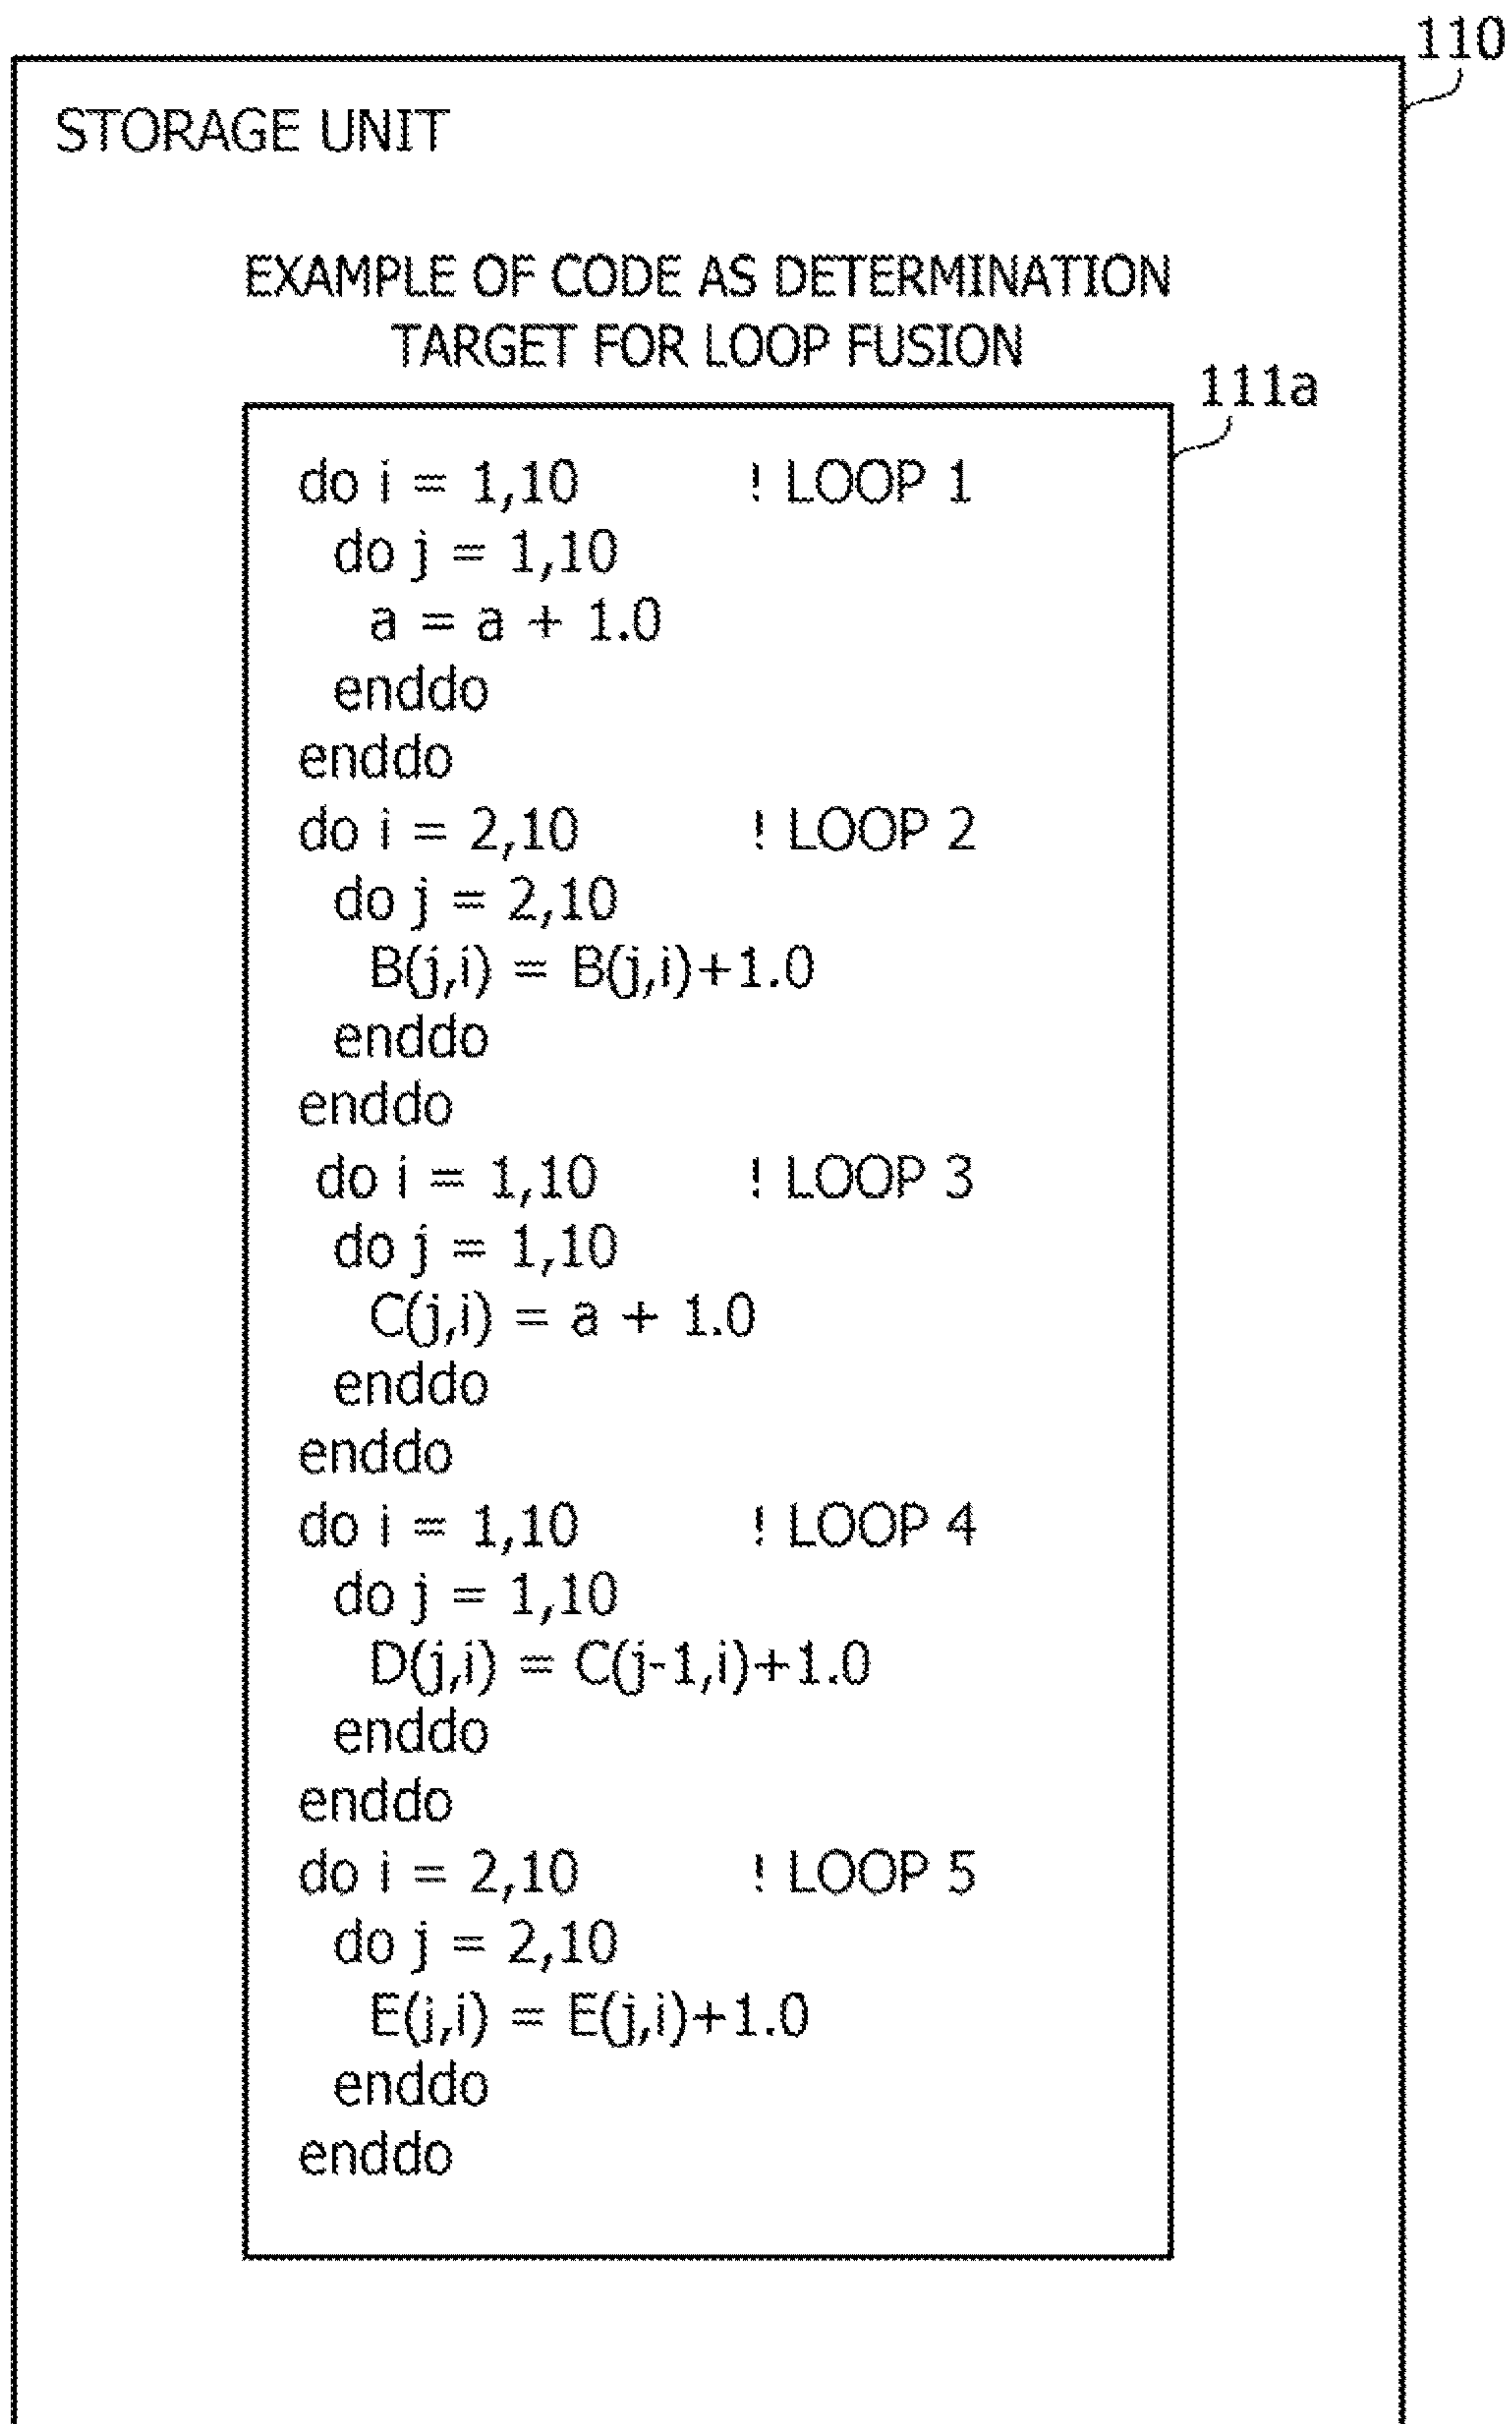 110
STORAGE UNIT
EXAMPLE OF CODE AS DETERMINATION
TARGET FOR LOOP FUSION
111a
do i = 1,10 ! LOOP 1
do j = 1,10
a = a + 1.0
enddo
enddo
do i = 2,10 ! LOOP 2
do j = 2,10
B(j,i) = B(j,i)+1.0
enddo
enddo
do i = 1,10 ! LOOP 3
do j = 1,10
C(j,i) = a + 1.0
enddo
enddo
do i = 1,10 ! LOOP 4
do j = 1,10
D(j,i) = C(j-1,i)+1.0
enddo
enddo
do i = 2,10 ! LOOP 5
do j = 2,10
E(j,i) = E(j,i)+1.0
enddo
enddo